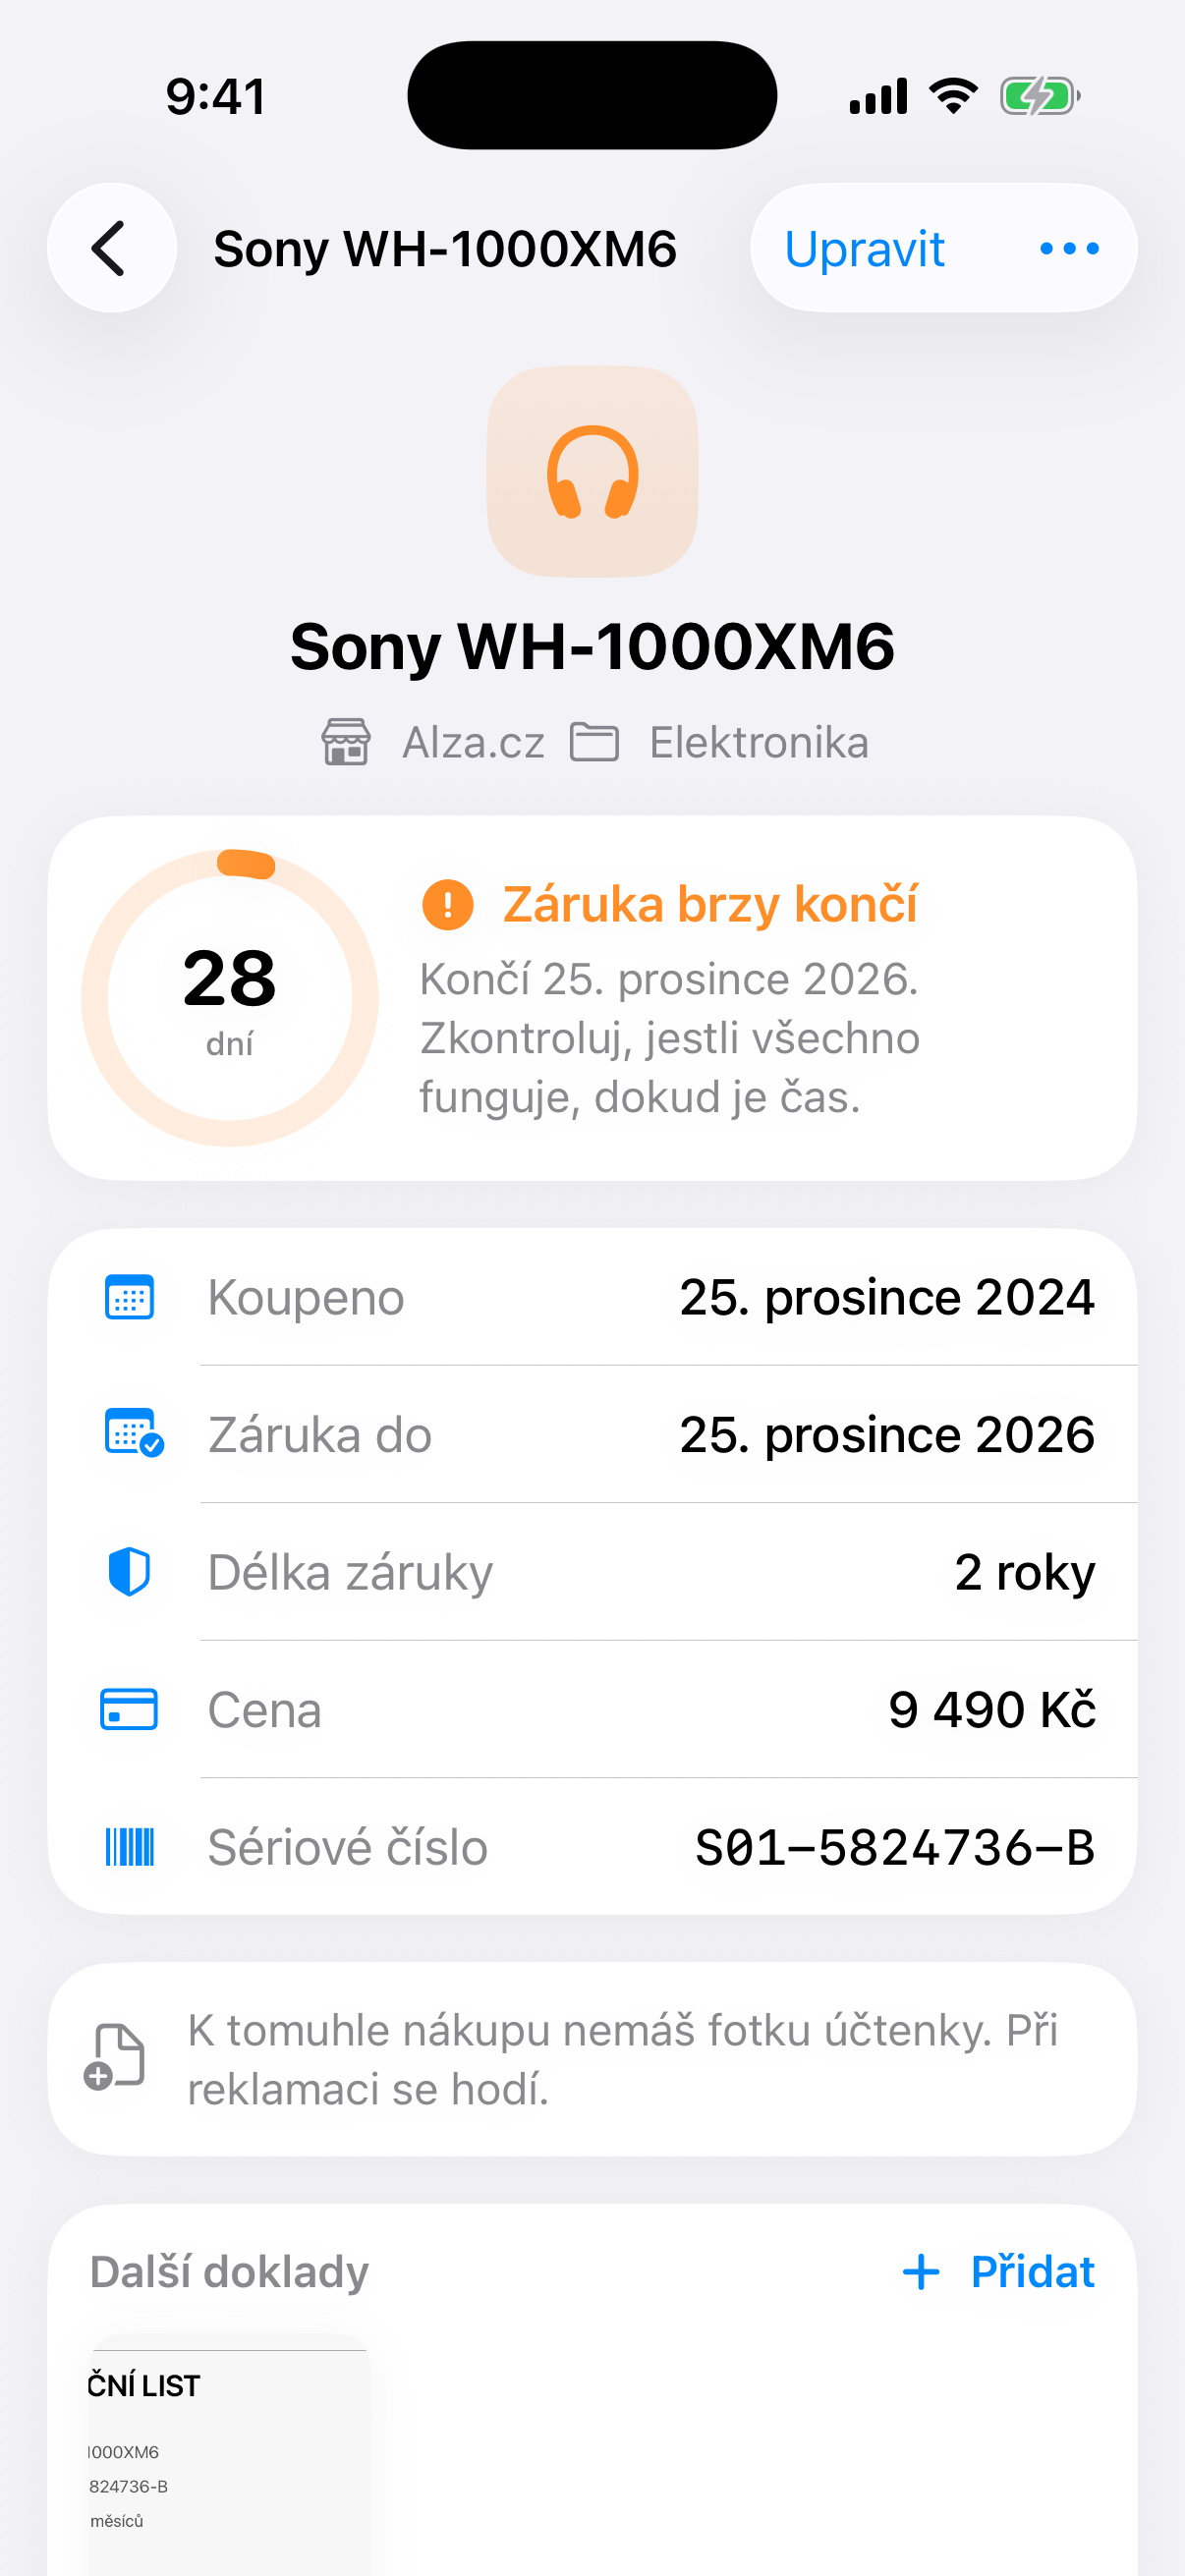 9:41
Sony WH-1000XM6
Upravit
Sony WH-1000XM6
Alza.cz Elektronika
28
dní
Záruka brzy končí
Končí 25. prosince 2026.
Zkontroluj, jestli všechno
funguje, dokud je čas.
Koupeno 25. prosince 2024
Záruka do 25. prosince 2026
Délka záruky 2 roky
Cena 9 490 Kč
Sériové číslo S01-5824736-B
K tomuhle nákupu nemáš fotku účtenky. Při
reklamaci se hodí.
Další doklady + Přidat
ČNÍ LIST
1000XM6
824736-B
měsíců